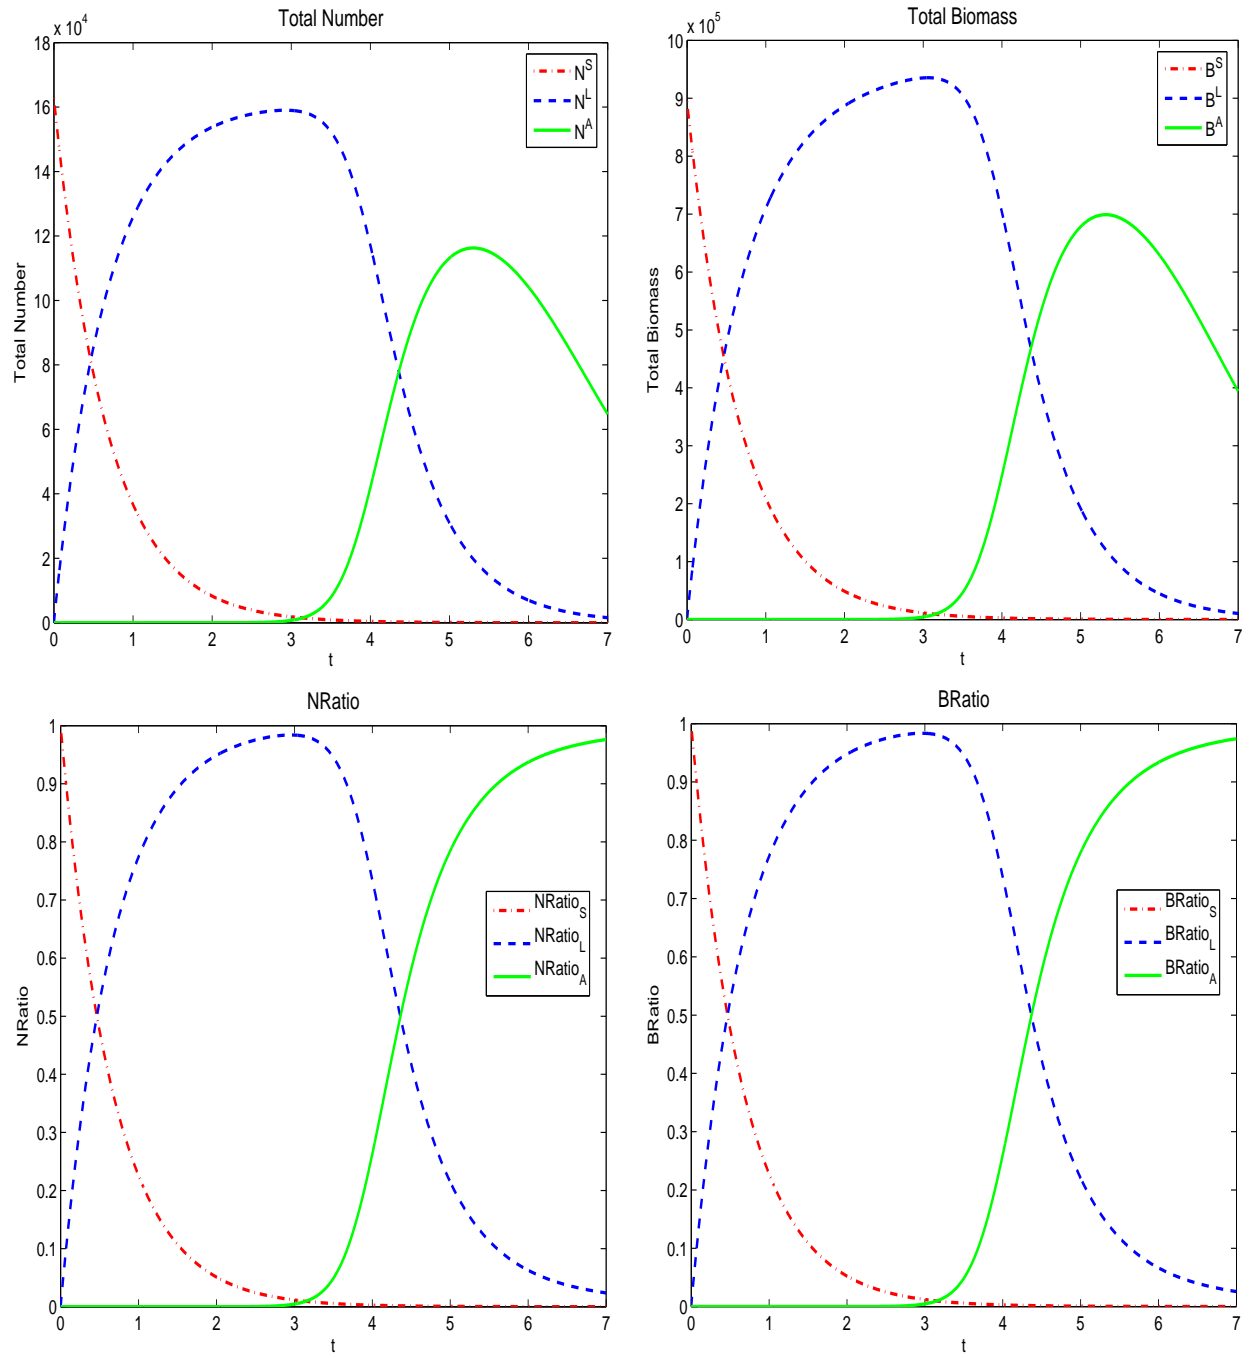 Total Number
x 10^4
18
16
14
12
10
8
6
4
2
0
Total Number
N^S
N^L
N^A
0 1 2 3 4 5 6 7
t
Total Biomass
x 10^5
10
9
8
7
6
5
4
3
2
1
0
Total Biomass
B^S
B^L
B^A
0 1 2 3 4 5 6 7
t
NRatio
1
0.9
0.8
0.7
0.6
0.5
0.4
0.3
0.2
0.1
0
NRatio
NRatio_S
NRatio_L
NRatio_A
0 1 2 3 4 5 6 7
t
BRatio
1
0.9
0.8
0.7
0.6
0.5
0.4
0.3
0.2
0.1
0
BRatio
BRatio_S
BRatio_L
BRatio_A
0 1 2 3 4 5 6 7
t